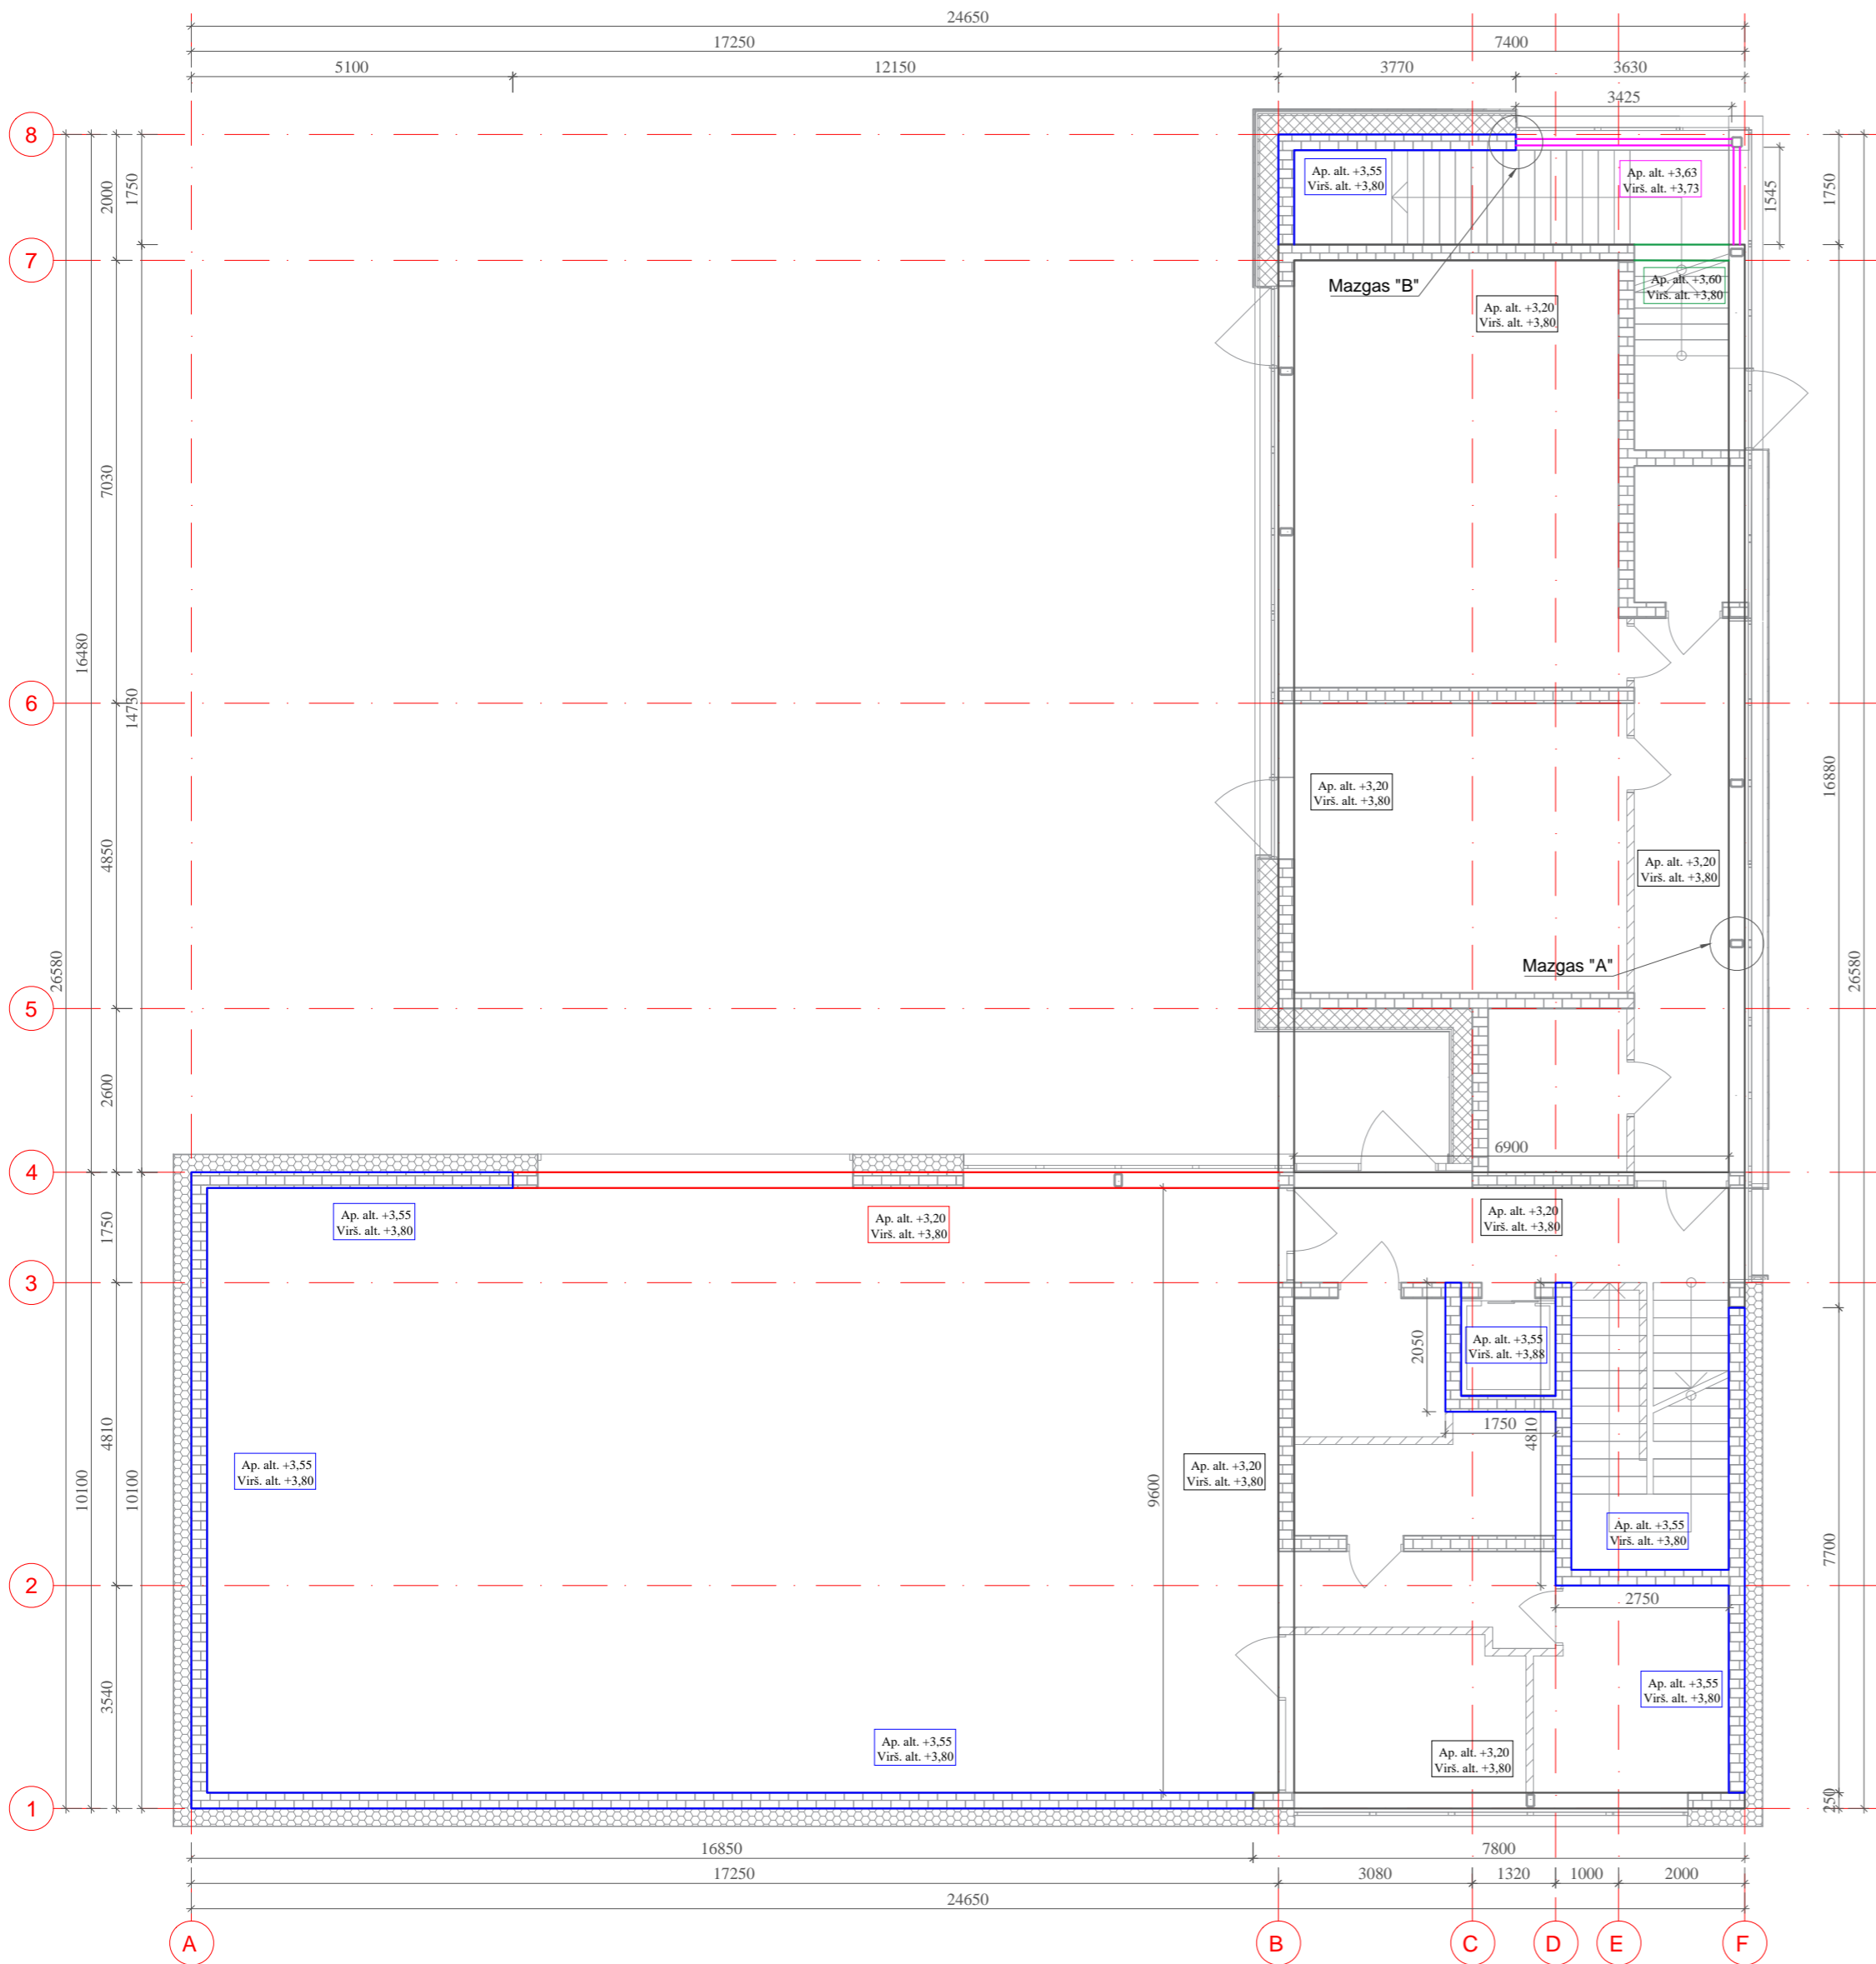 24650
17250
7400
5100
12150
3770
3630
3425
8
Ap. alt. +3,55
Virš. alt. +3,80
Ap. alt. +3,63
Virš. alt. +3,73
2000
1750
1545
1750
7
Mazgas "B"
Ap. alt. +3,60
Virš. alt. +3,80
Ap. alt. +3,20
Virš. alt. +3,80
7030
16480
14730
6
16880
Ap. alt. +3,20
Virš. alt. +3,80
4850
Ap. alt. +3,20
Virš. alt. +3,80
26580
Mazgas "A"
26580
5
2600
6900
4
Ap. alt. +3,55
Virš. alt. +3,80
Ap. alt. +3,20
Virš. alt. +3,80
Ap. alt. +3,20
Virš. alt. +3,80
1750
3
2050
Ap. alt. +3,55
Virš. alt. +3,88
1750
4810
4810
Ap. alt. +3,55
Virš. alt. +3,80
Ap. alt. +3,20
Virš. alt. +3,80
10100
10100
9600
Ap. alt. +3,55
Virš. alt. +3,80
7700
2
2750
3540
Ap. alt. +3,55
Virš. alt. +3,80
Ap. alt. +3,55
Virš. alt. +3,80
Ap. alt. +3,20
Virš. alt. +3,80
250
1
16850
7800
17250
3080
1320
1000
2000
24650
A
B
C
D
E
F